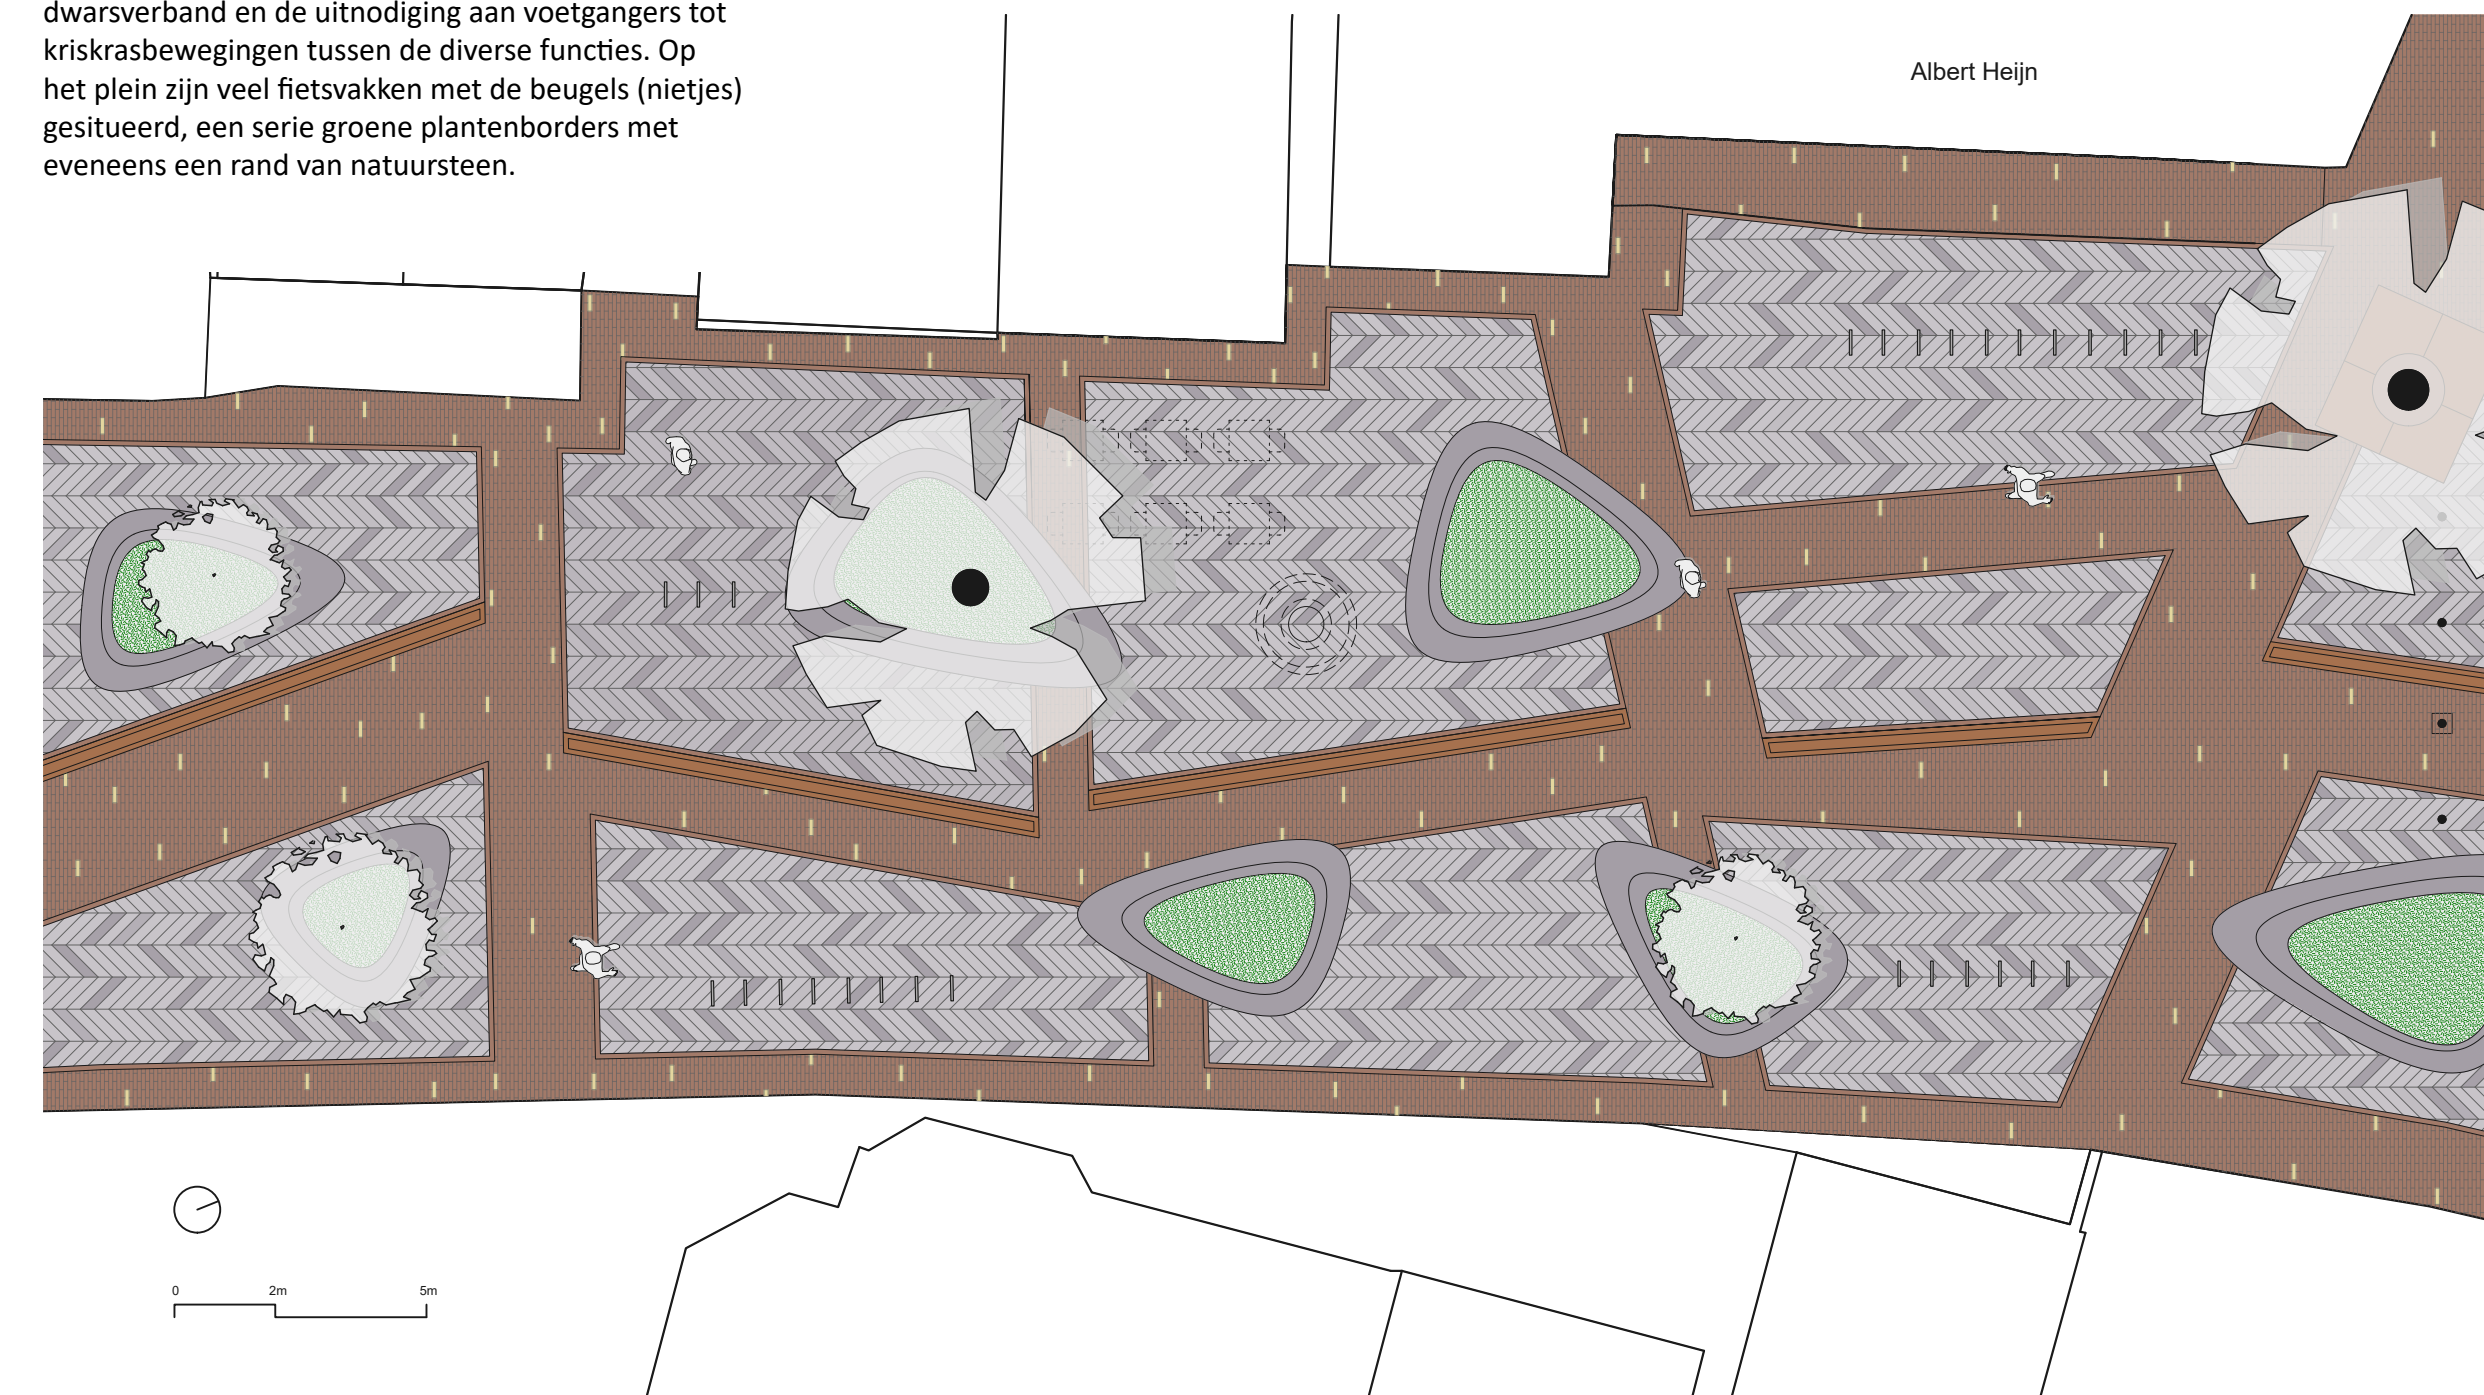 dwarsverband en de uitnodiging aan voetgangers tot
kriskrasbewegingen tussen de diverse functies. Op
het plein zijn veel fietsvakken met de beugels (nietjes)
gesitueerd, een serie groene plantenborders met
eveneens een rand van natuursteen.
Albert Heijn
0 2m 5m